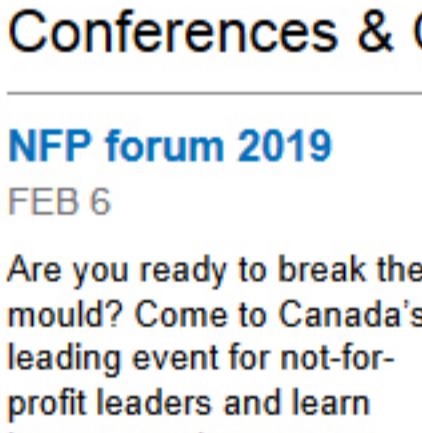 Conferences &
NFP forum 2019
FEB 6
Are you ready to break the
mould? Come to Canada's
leading event for not-for-
profit leaders and learn